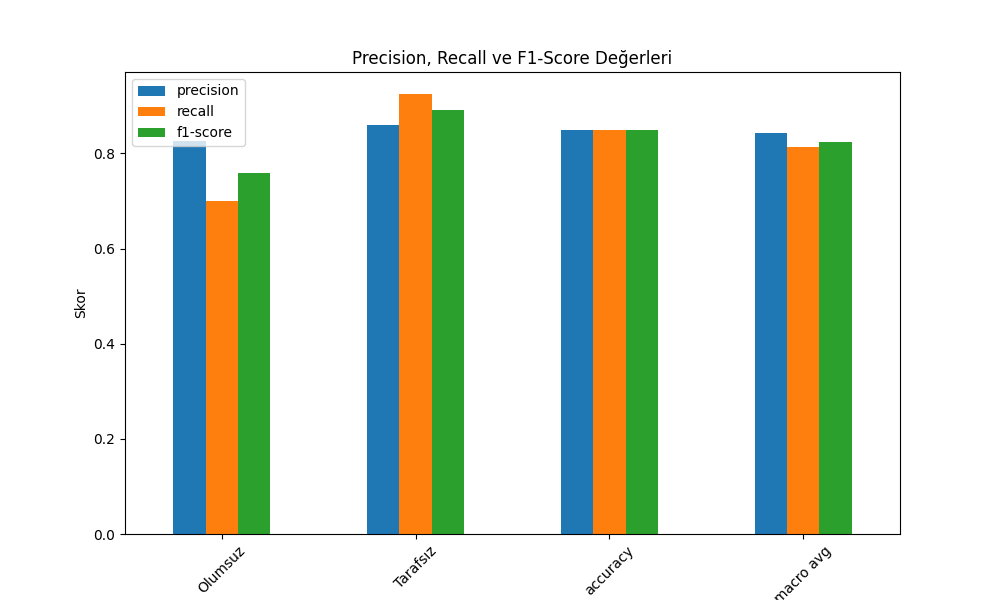 Precision, Recall ve F1-Score Değerleri
precision
recall
f1-score
Skor
0.8
0.6
0.4
0.2
0.0
Olumsuz
Tarafsız
accuracy
macro avg